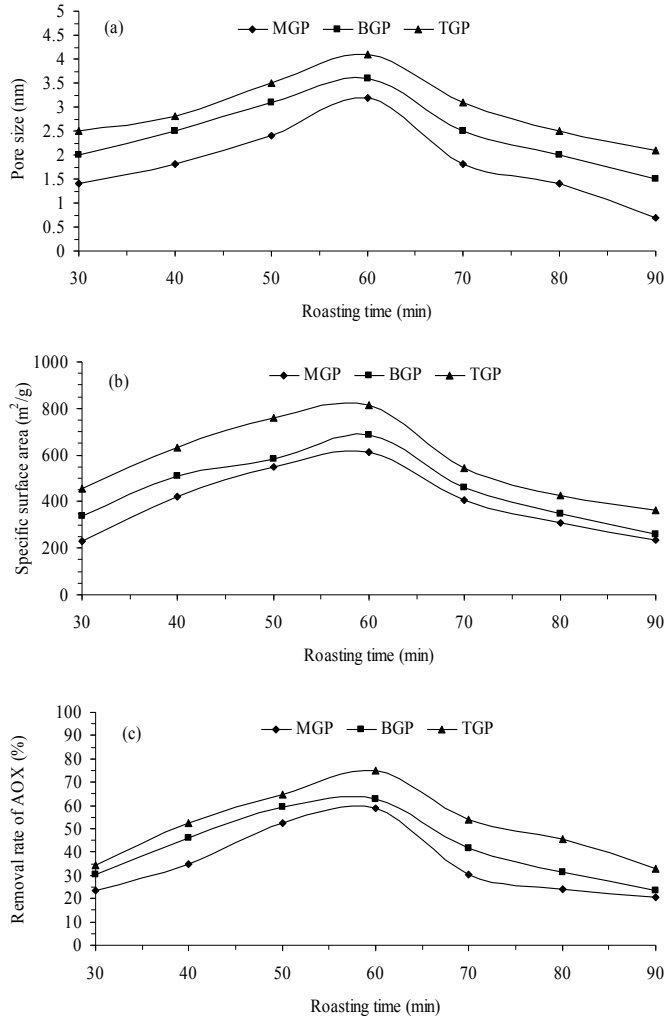 (a)
MGP BGP TGP
5
4.5
4
3.5
3
2.5
2
1.5
1
0.5
0
Pore size (nm)
30 40 50 60 70 80 90
Roasting time (min)
(b)
MGP BGP TGP
1000
800
600
400
200
0
Specific surface area (m²/g)
30 40 50 60 70 80 90
Roasting time (min)
(c)
MGP BGP TGP
100
90
80
70
60
50
40
30
20
10
0
Removal rate of AOX (%)
30 40 50 60 70 80 90
Roasting time (min)